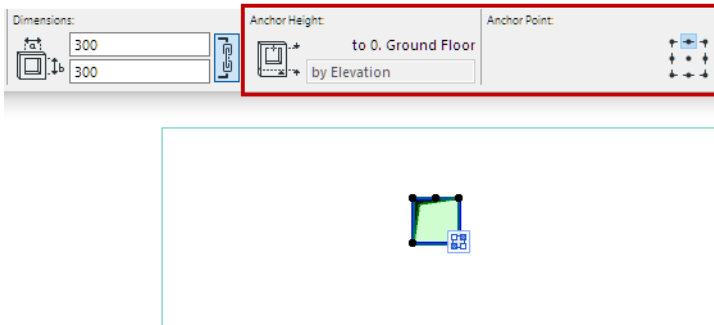 Dimensions:
a
300
b
300
Anchor Height:
to 0. Ground Floor
by Elevation
Anchor Point: